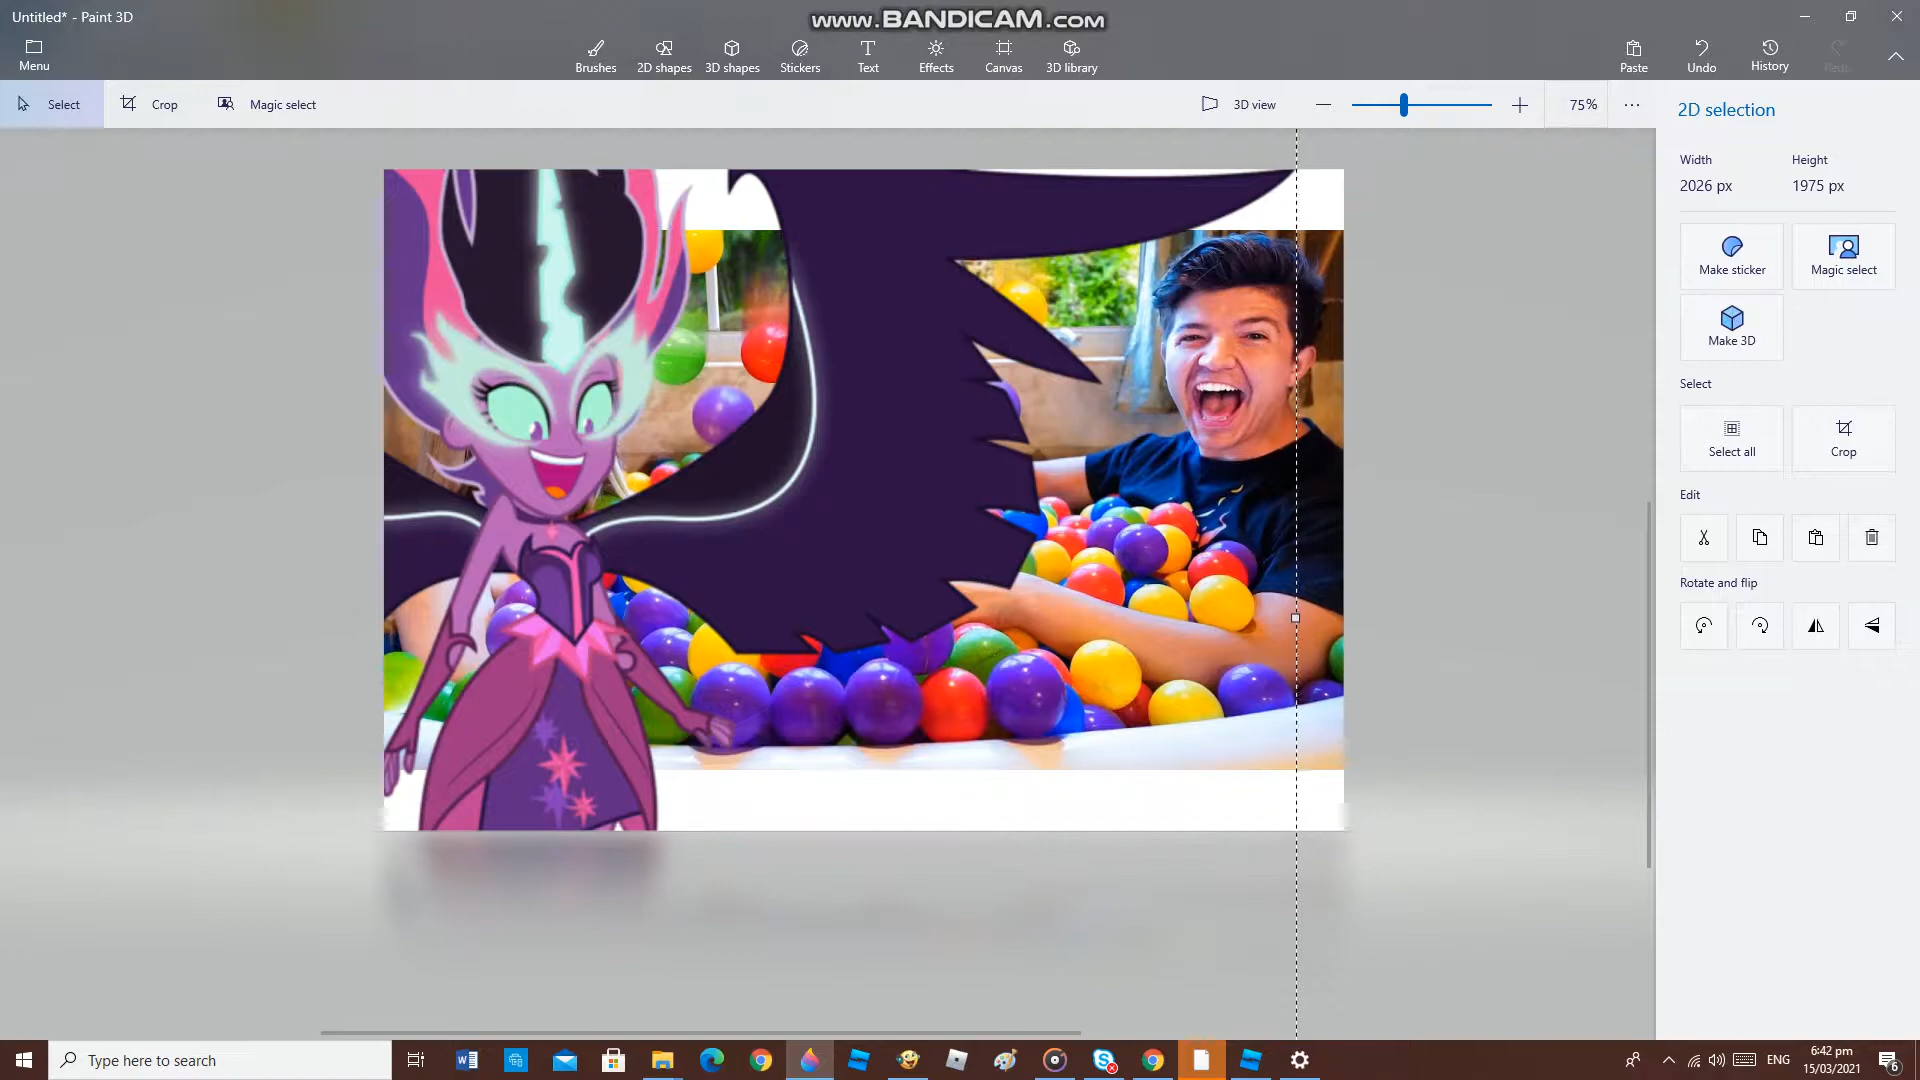 Untitled* - Paint 3D
www.BANDICAM.com
Menu
Brushes
2D shapes
3D shapes
Stickers
Text
Effects
Canvas
3D library
Paste
Undo
History
Select
Crop
Magic select
3D view
75%
2D selection
Width
Height
2026 px
1975 px
Make sticker
Magic select
Make 3D
Select
Select all
Crop
Edit
Rotate and flip
Type here to search
ENG
6:42 pm
15/03/2021
6